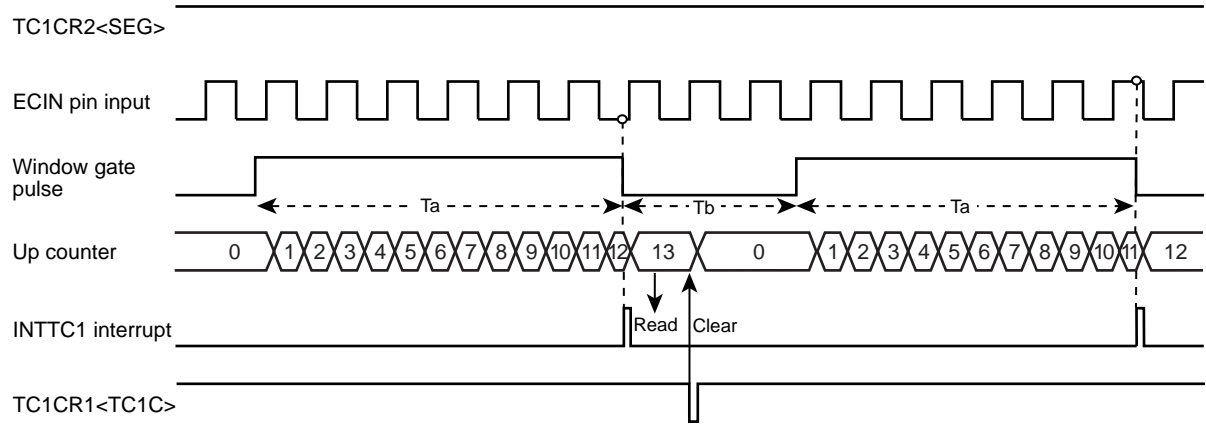 TC1CR2<SEG>
ECIN pin input
Window gate
pulse
Ta Tb Ta
Up counter 0 1 2 3 4 5 6 7 8 9 10 11 12 13 0 1 2 3 4 5 6 7 8 9 10 11 12
INTTC1 interrupt Read Clear
TC1CR1<TC1C>